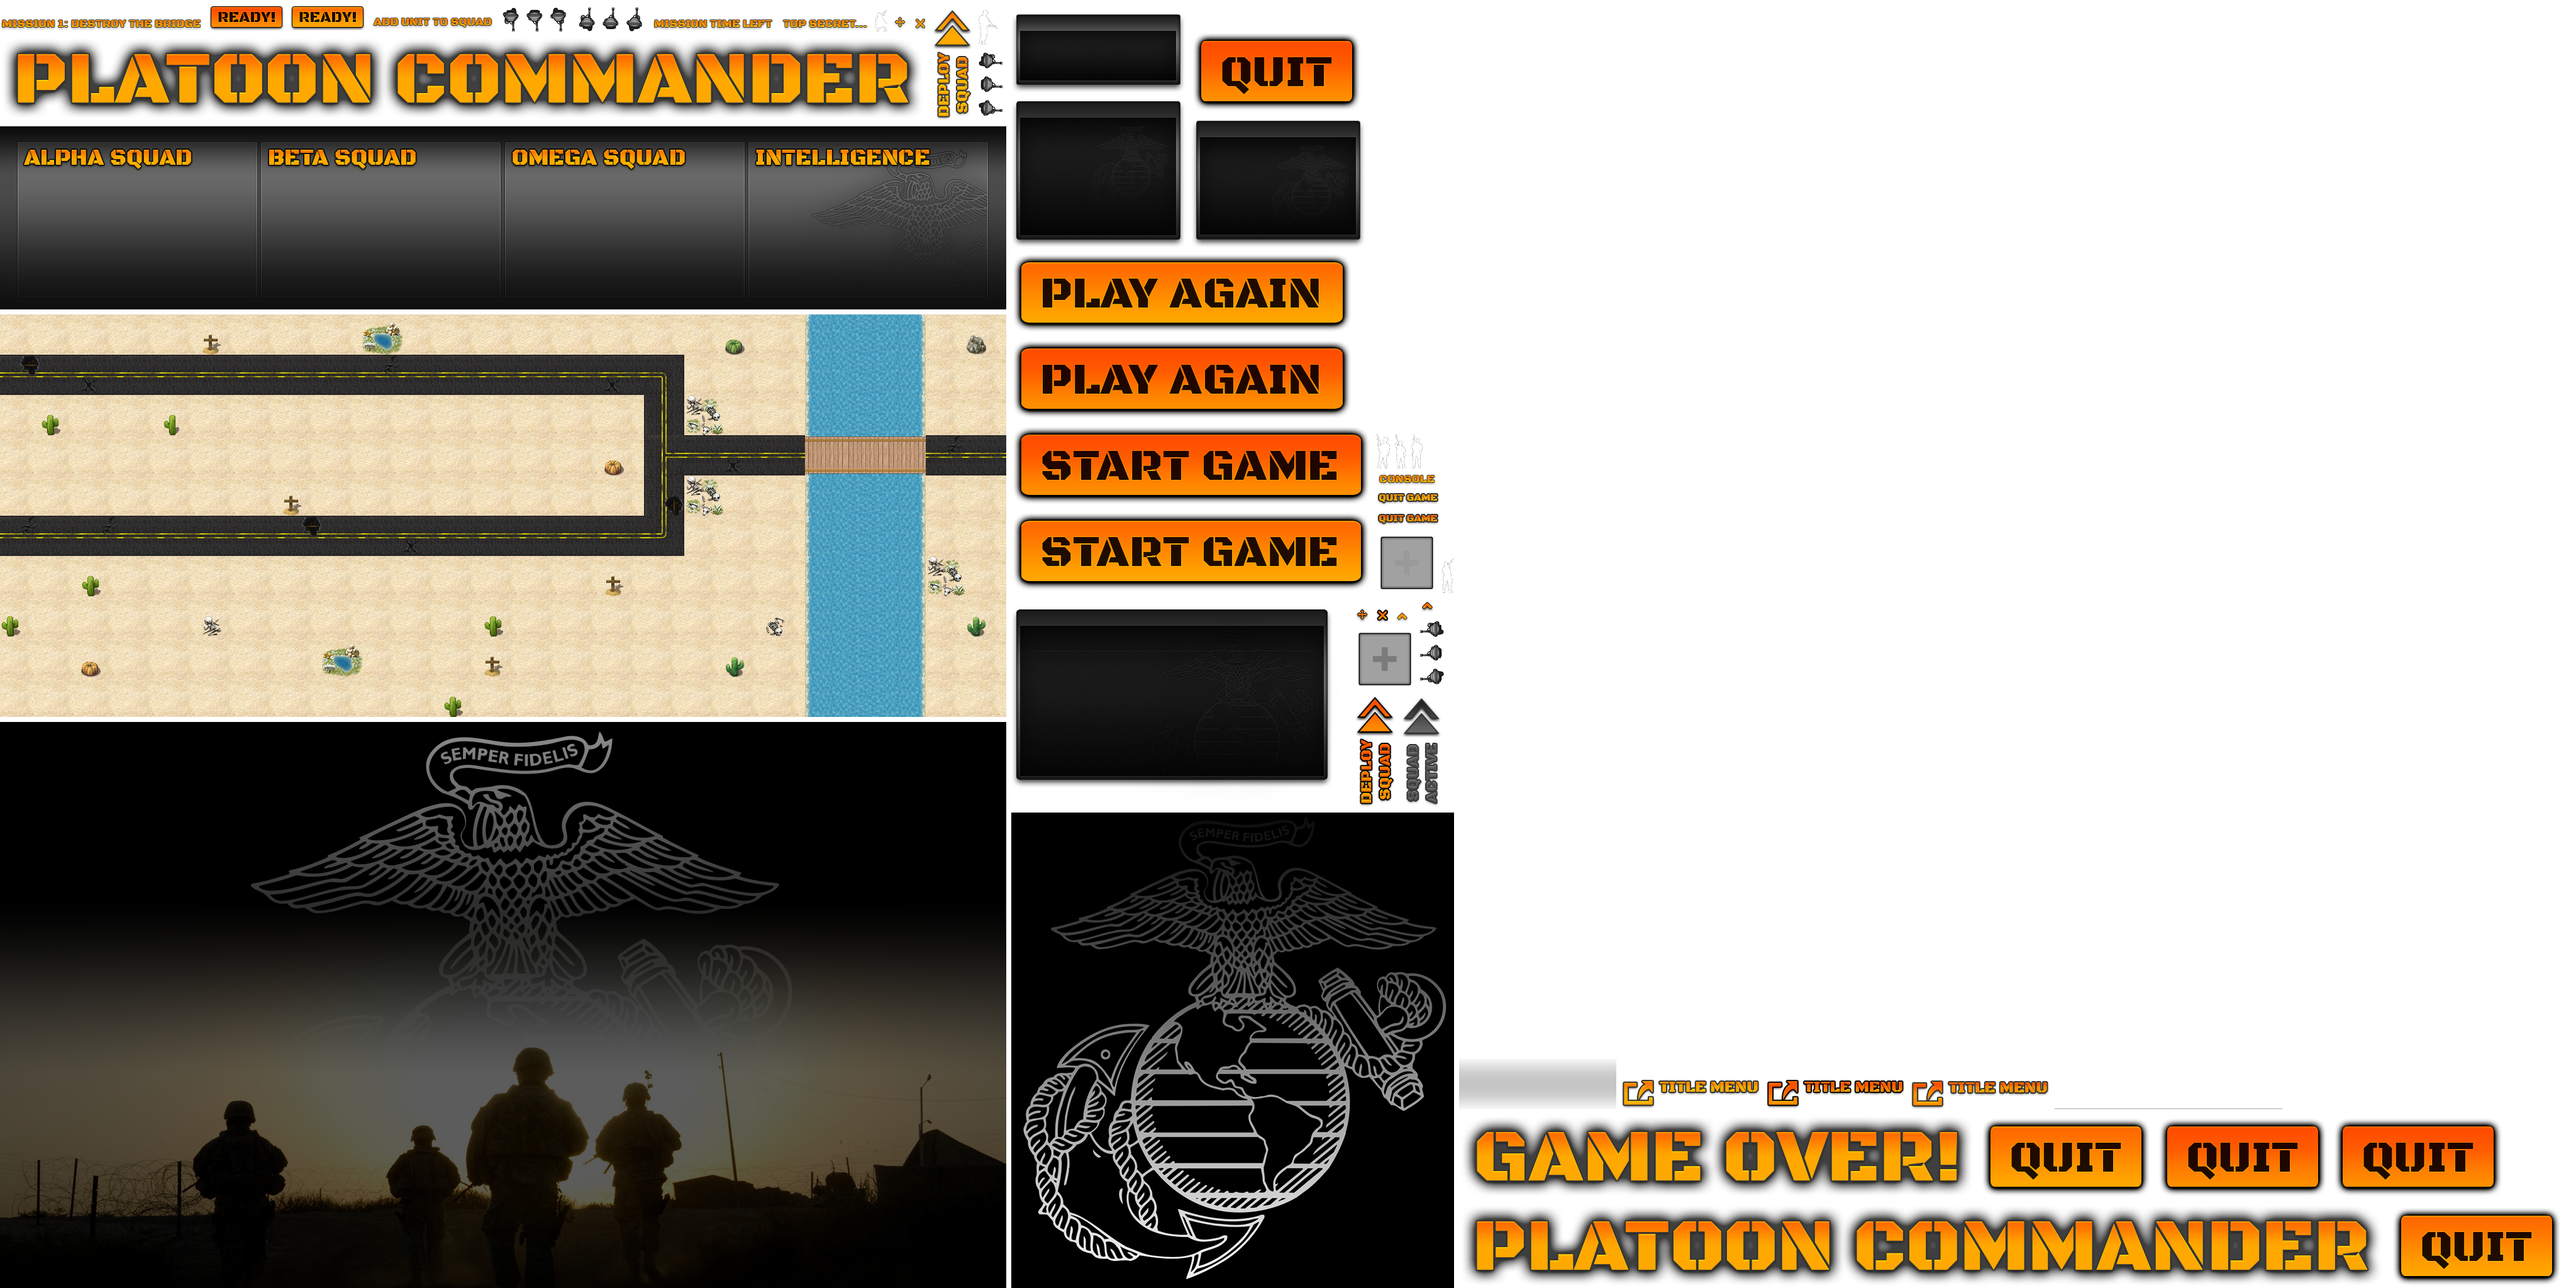 MISSION 1: DESTROY THE BRIDGE
READY!
READY!
ADD UNIT TO SQUAD
MISSION TIME LEFT
TOP SECRET...
PLATOON COMMANDER
DEPLOY
SQUAD
QUIT
ALPHA SQUAD
BETA SQUAD
OMEGA SQUAD
INTELLIGENCE
PLAY AGAIN
PLAY AGAIN
START GAME
CONSOLE
QUIT GAME
QUIT GAME
START GAME
DEPLOY
SQUAD
SQUAD
ACTIVE
SEMPER FIDELIS
SEMPER FIDELIS
TITLE MENU
TITLE MENU
TITLE MENU
GAME OVER!
QUIT
QUIT
QUIT
PLATOON COMMANDER
QUIT